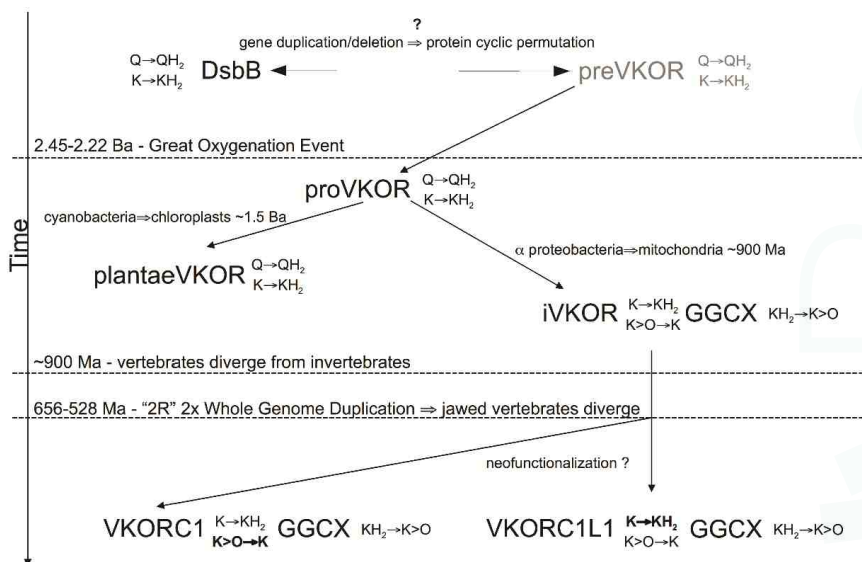 ?
gene duplication/deletion ⇒ protein cyclic permutation
Q→QH₂
K→KH₂
DsbB
preVKOR
Q→QH₂
K→KH₂
2.45-2.22 Ba - Great Oxygenation Event
proVKOR
Q→QH₂
K→KH₂
cyanobacteria⇒chloroplasts ~1.5 Ba
α proteobacteria⇒mitochondria ~900 Ma
Time
plantaeVKOR
Q→QH₂
K→KH₂
iVKOR
K→KH₂
K>O→K
GGCX
KH₂→K>O
~900 Ma - vertebrates diverge from invertebrates
656-528 Ma - "2R" 2x Whole Genome Duplication ⇒ jawed vertebrates diverge
neofunctionalization ?
VKORC1
K→KH₂
K>O→K
GGCX
KH₂→K>O
VKORC1L1
K→KH₂
K>O→K
GGCX
KH₂→K>O